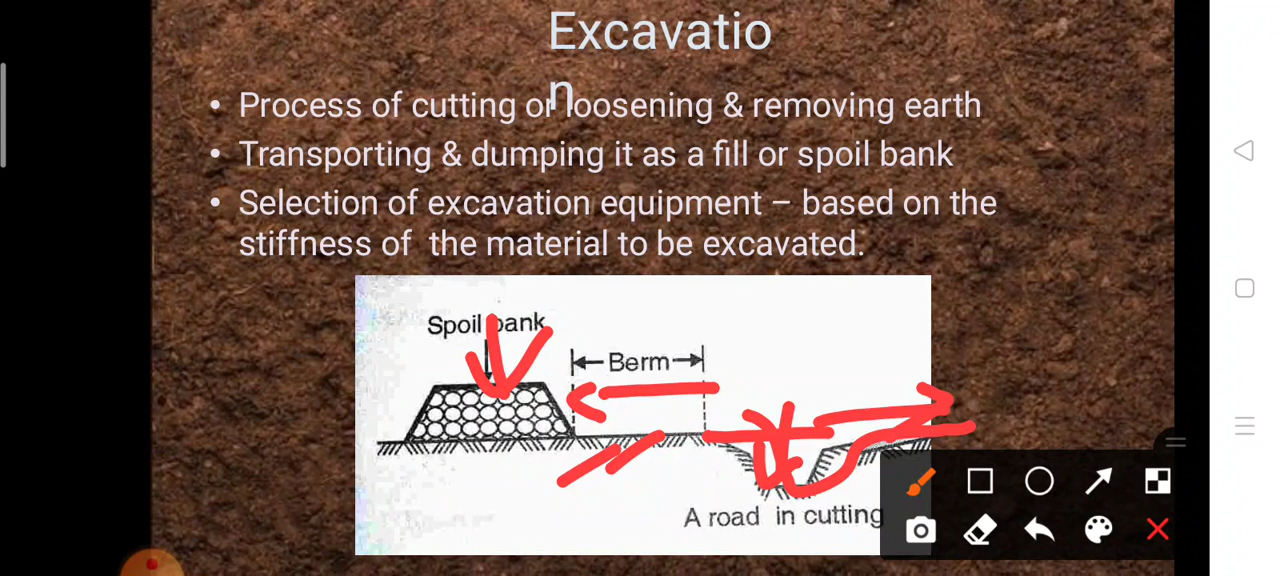 Excavatio
n
• Process of cutting or loosening & removing earth
• Transporting & dumping it as a fill or spoil bank
• Selection of excavation equipment – based on the
stiffness of the material to be excavated.
Spoil bank
Berm
A road in cutting